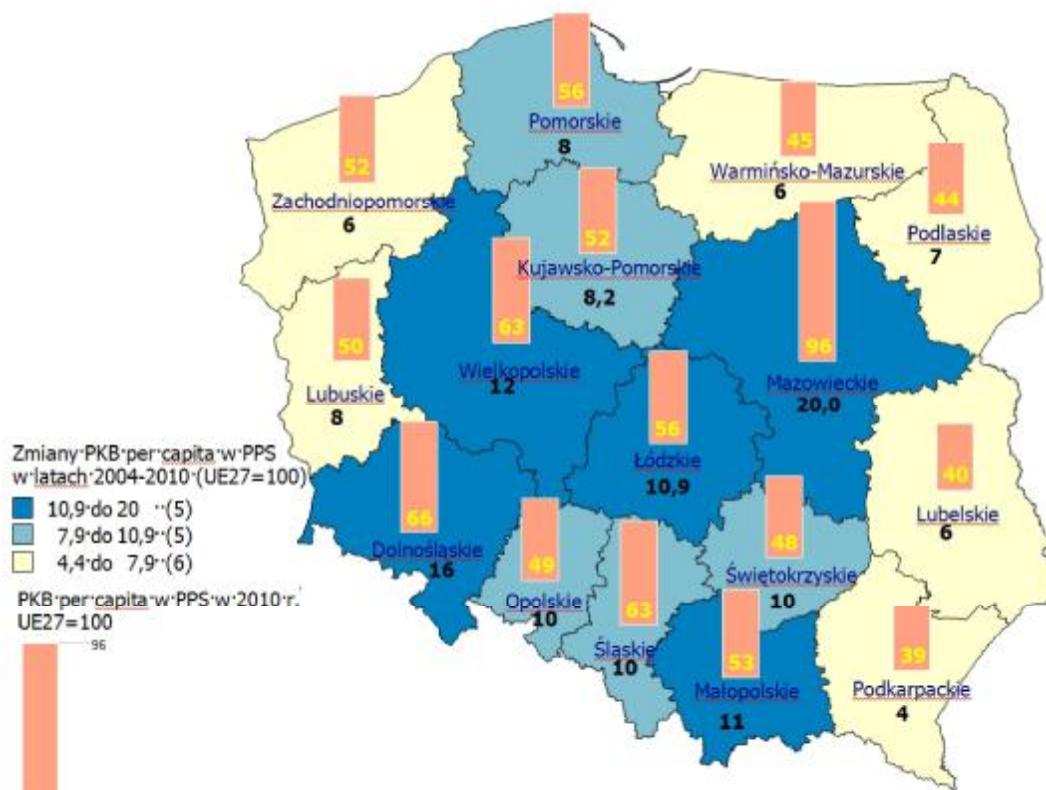 56
Pomorskie
8
45
Warmińsko-Mazurskie
6
52
Zachodniopomorskie
6
44
Podlaskie
7
52
Kujawsko-Pomorskie
8,2
63
Wielkopolskie
12
96
Mazowieckie
20,0
50
Lubuskie
8
56
Łódzkie
10,9
40
Lubelskie
6
66
Dolnośląskie
16
49
Opolskie
10
63
Śląskie
10
48
Świętokrzyskie
10
53
Małopolskie
11
39
Podkarpackie
4
Zmiany·PKB·per·capita·w·PPS
w·latach·2004-2010·(UE27=100)
10,9·do 20 ··(5)
7,9·do 10,9··(5)
4,4·do 7,9··(6)
PKB·per·capita·w·PPS·w·2010·r.
UE27=100
96